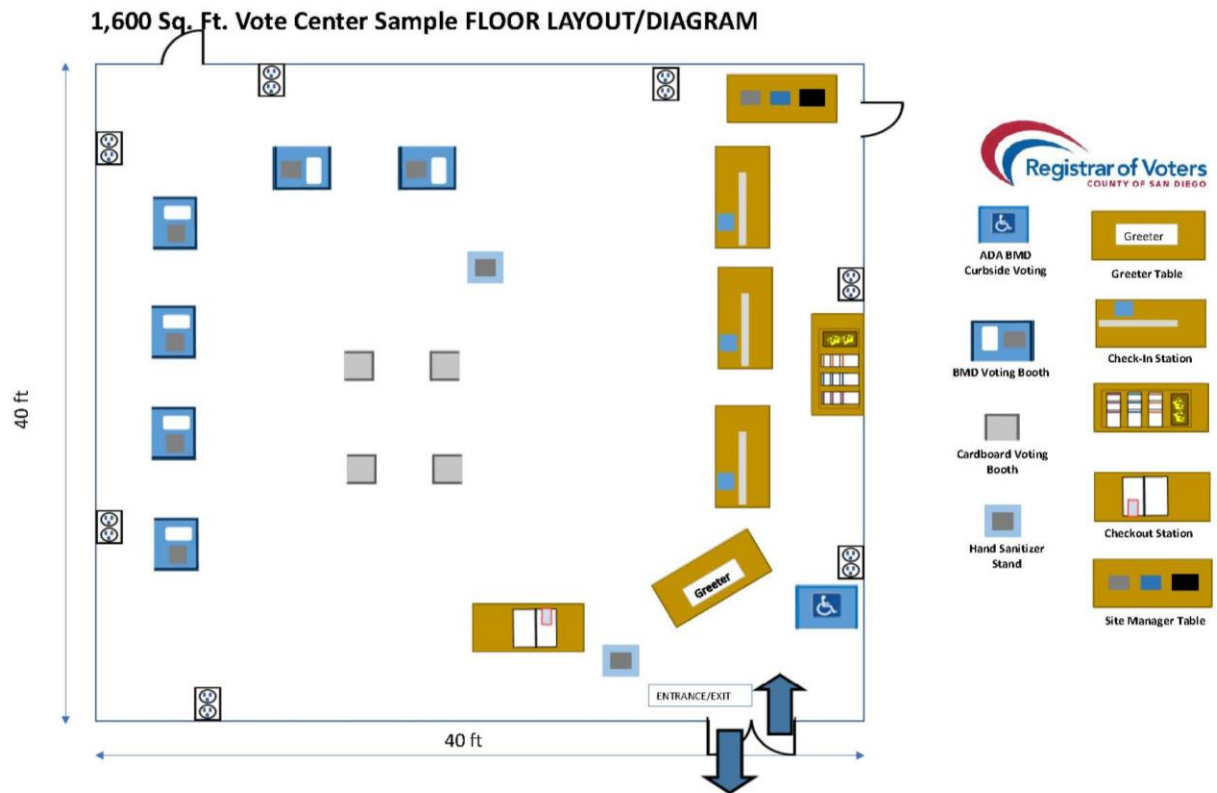 1,600 Sq. Ft. Vote Center Sample FLOOR LAYOUT/DIAGRAM
Registrar of Voters
COUNTY OF SAN DIEGO
Greeter
ADA BMD
Curbside Voting
Greeter Table
BMD Voting Booth
Check-In Station
40 ft
Cardboard Voting
Booth
Hand Sanitizer
Stand
Checkout Station
Greeter
Site Manager Table
ENTRANCE/EXIT
40 ft